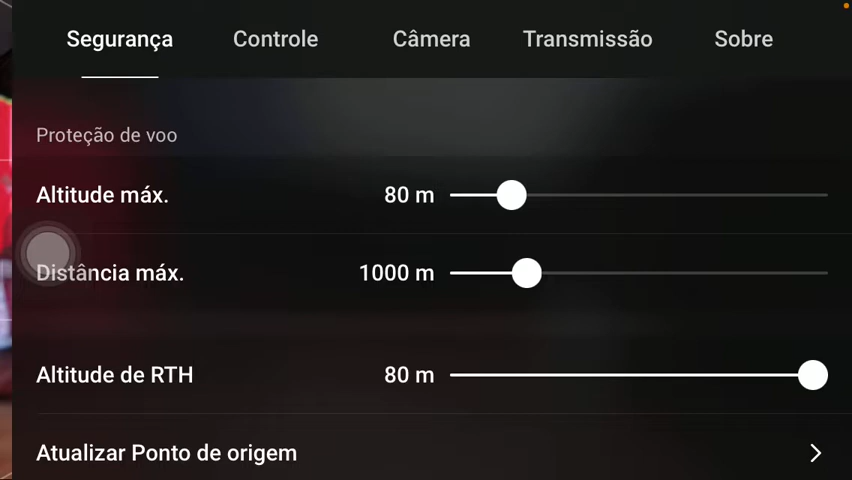 Segurança Controle Câmera Transmissão Sobre
Proteção de voo
Altitude máx. 80 m
Distância máx. 1000 m
Altitude de RTH 80 m
Atualizar Ponto de origem